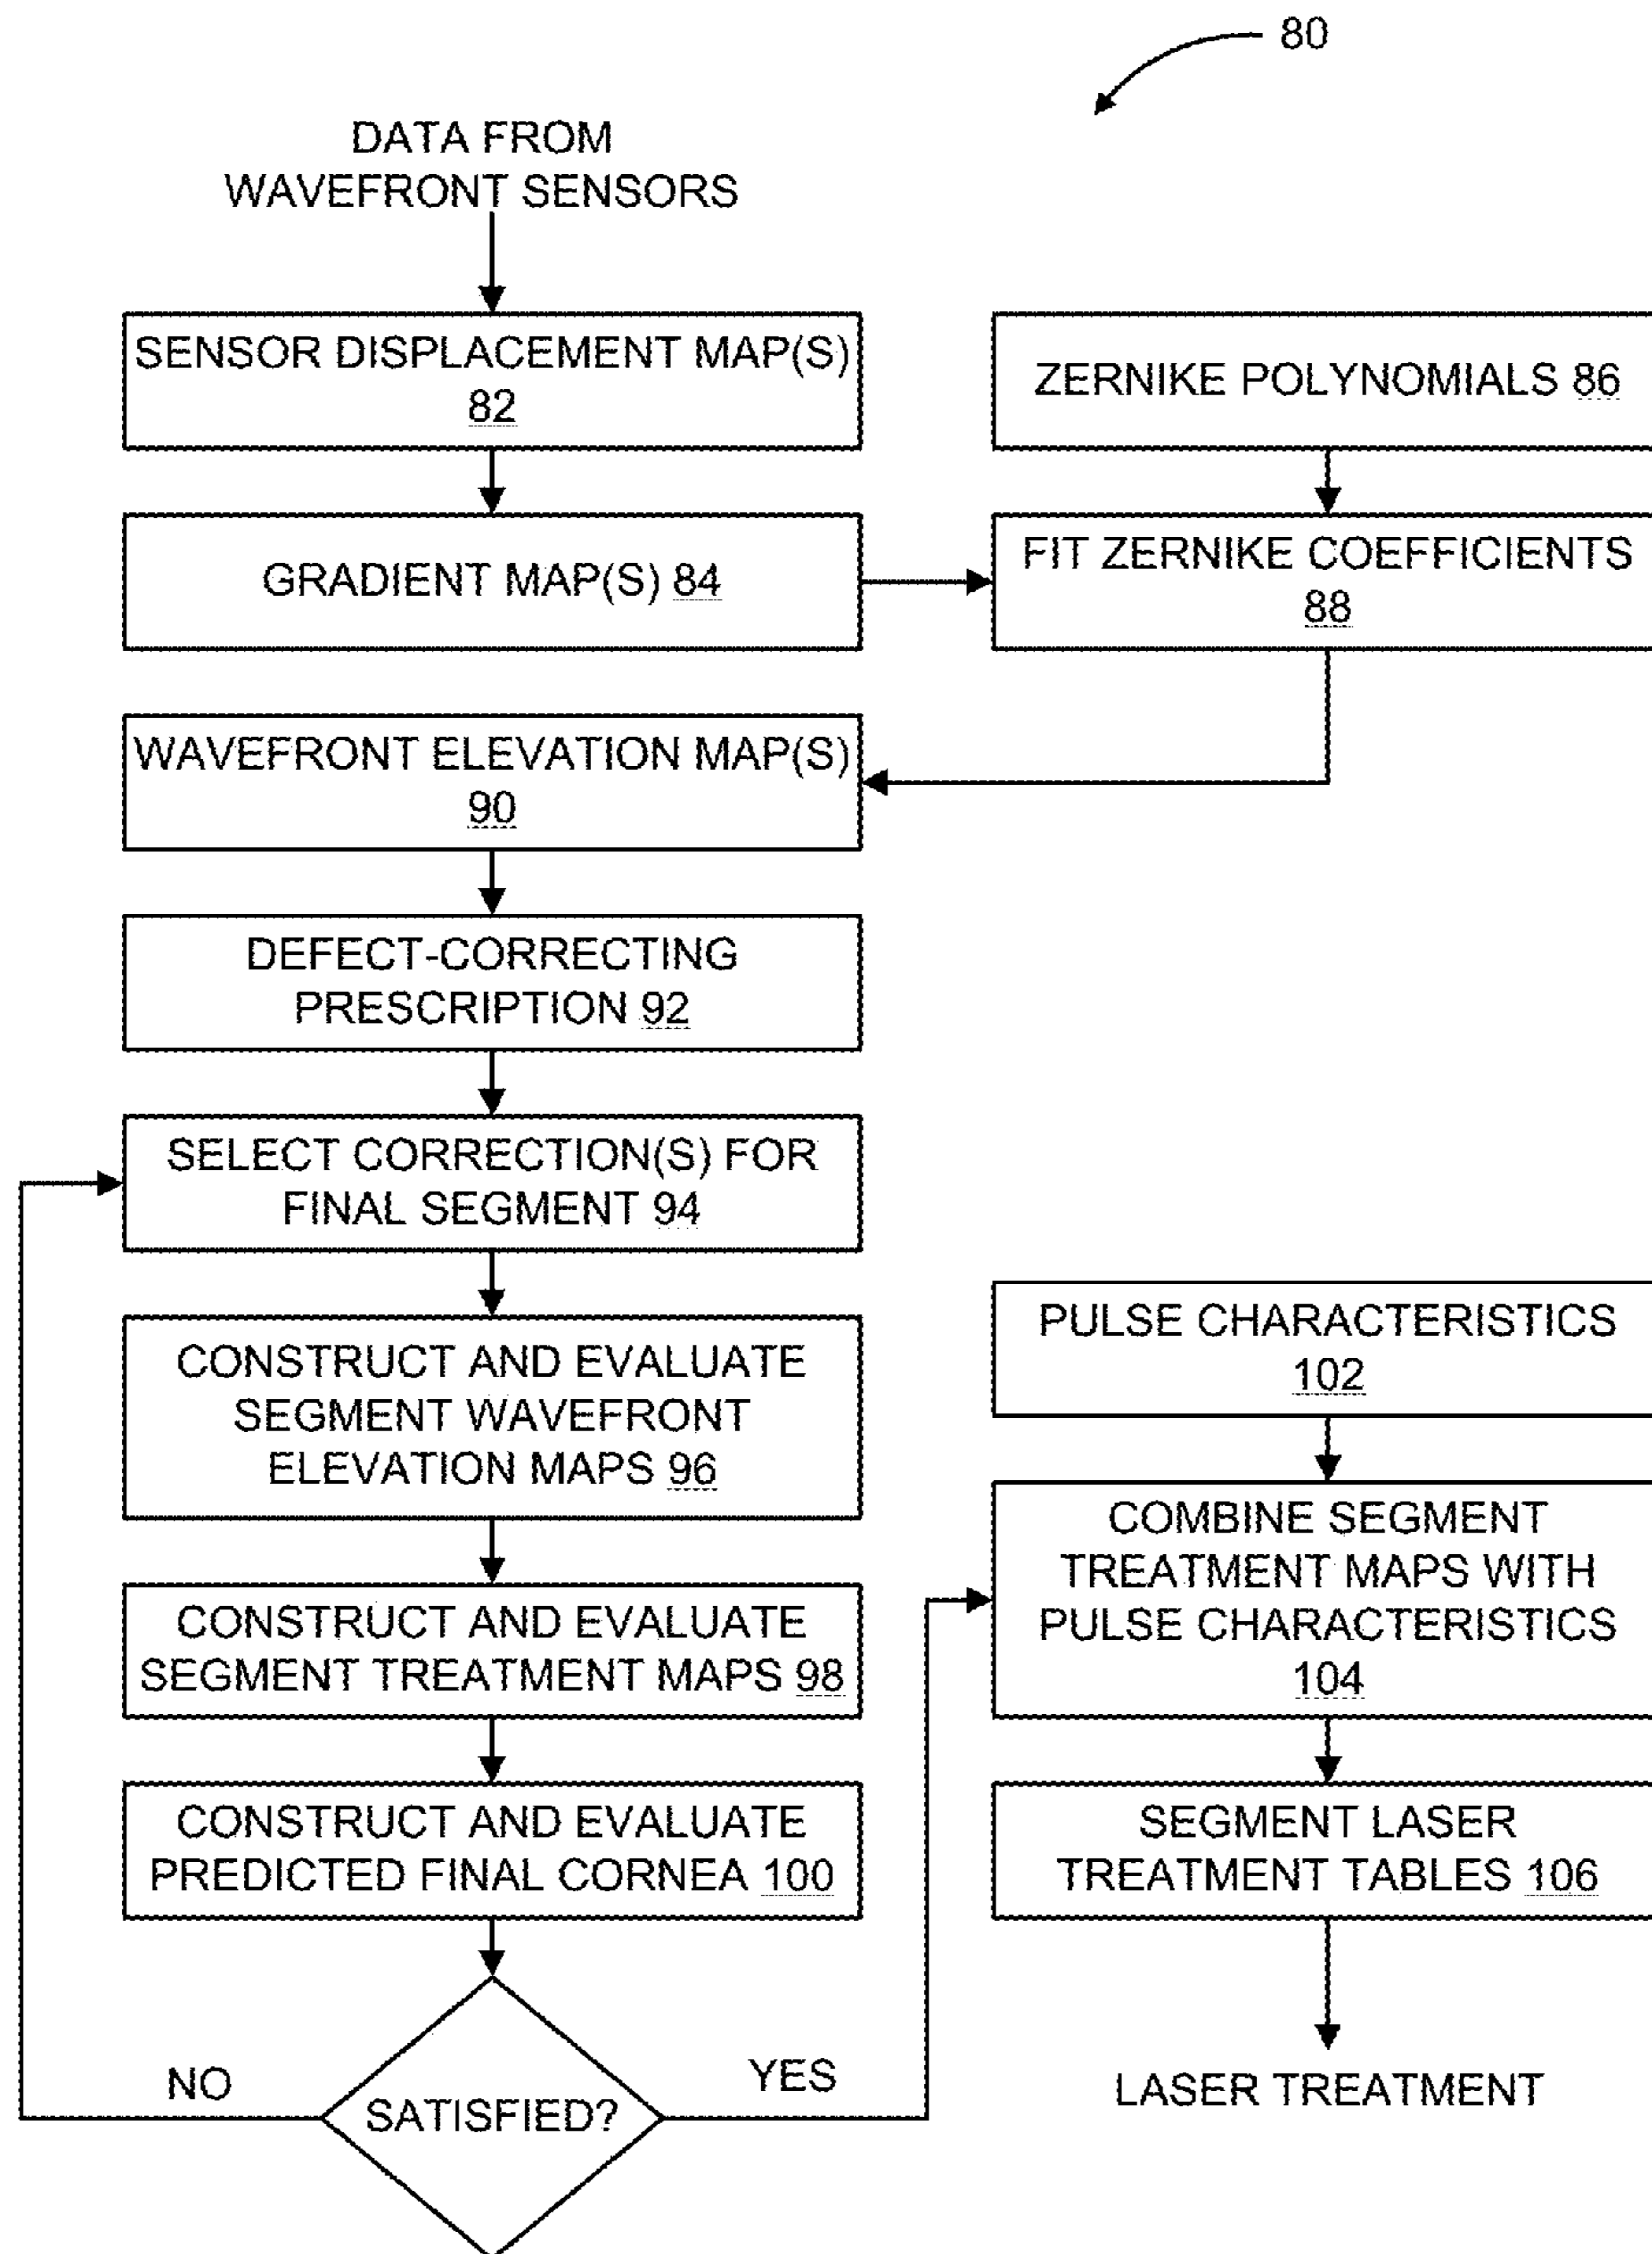 80
DATA FROM
WAVEFRONT SENSORS
SENSOR DISPLACEMENT MAP(S)
82
ZERNIKE POLYNOMIALS 86
GRADIENT MAP(S) 84
FIT ZERNIKE COEFFICIENTS
88
WAVEFRONT ELEVATION MAP(S)
90
DEFECT-CORRECTING
PRESCRIPTION 92
SELECT CORRECTION(S) FOR
FINAL SEGMENT 94
CONSTRUCT AND EVALUATE
SEGMENT WAVEFRONT
ELEVATION MAPS 96
CONSTRUCT AND EVALUATE
SEGMENT TREATMENT MAPS 98
CONSTRUCT AND EVALUATE
PREDICTED FINAL CORNEA 100
SATISFIED?
NO
YES
PULSE CHARACTERISTICS
102
COMBINE SEGMENT
TREATMENT MAPS WITH
PULSE CHARACTERISTICS
104
SEGMENT LASER
TREATMENT TABLES 106
LASER TREATMENT